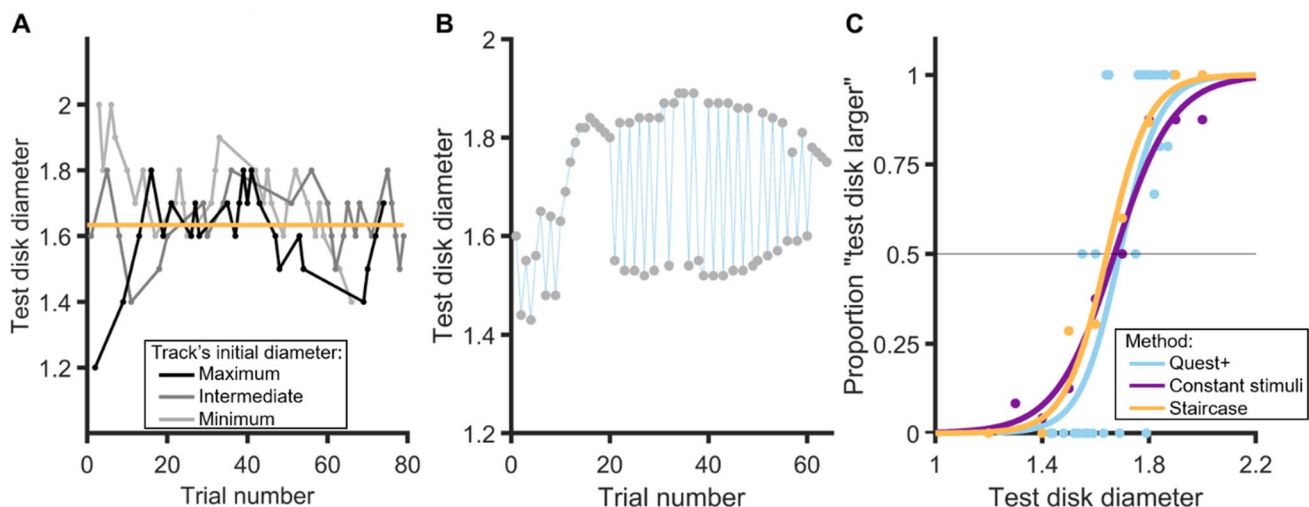 A
Test disk diameter
2
1.8
1.6
1.4
1.2
0 20 40 60 80
Trial number
Track's initial diameter:
Maximum
Intermediate
Minimum
B
Test disk diameter
2
1.8
1.6
1.4
1.2
0 20 40 60
Trial number
C
Proportion "test disk larger"
1
0.75
0.5
0.25
0
1 1.4 1.8 2.2
Test disk diameter
Method:
Quest+
Constant stimuli
Staircase